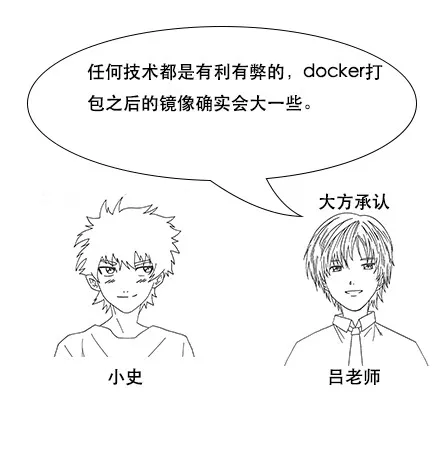 任何技术都是有利有弊的，docker打
包之后的镜像确实会大一些。
大方承认
小史
吕老师